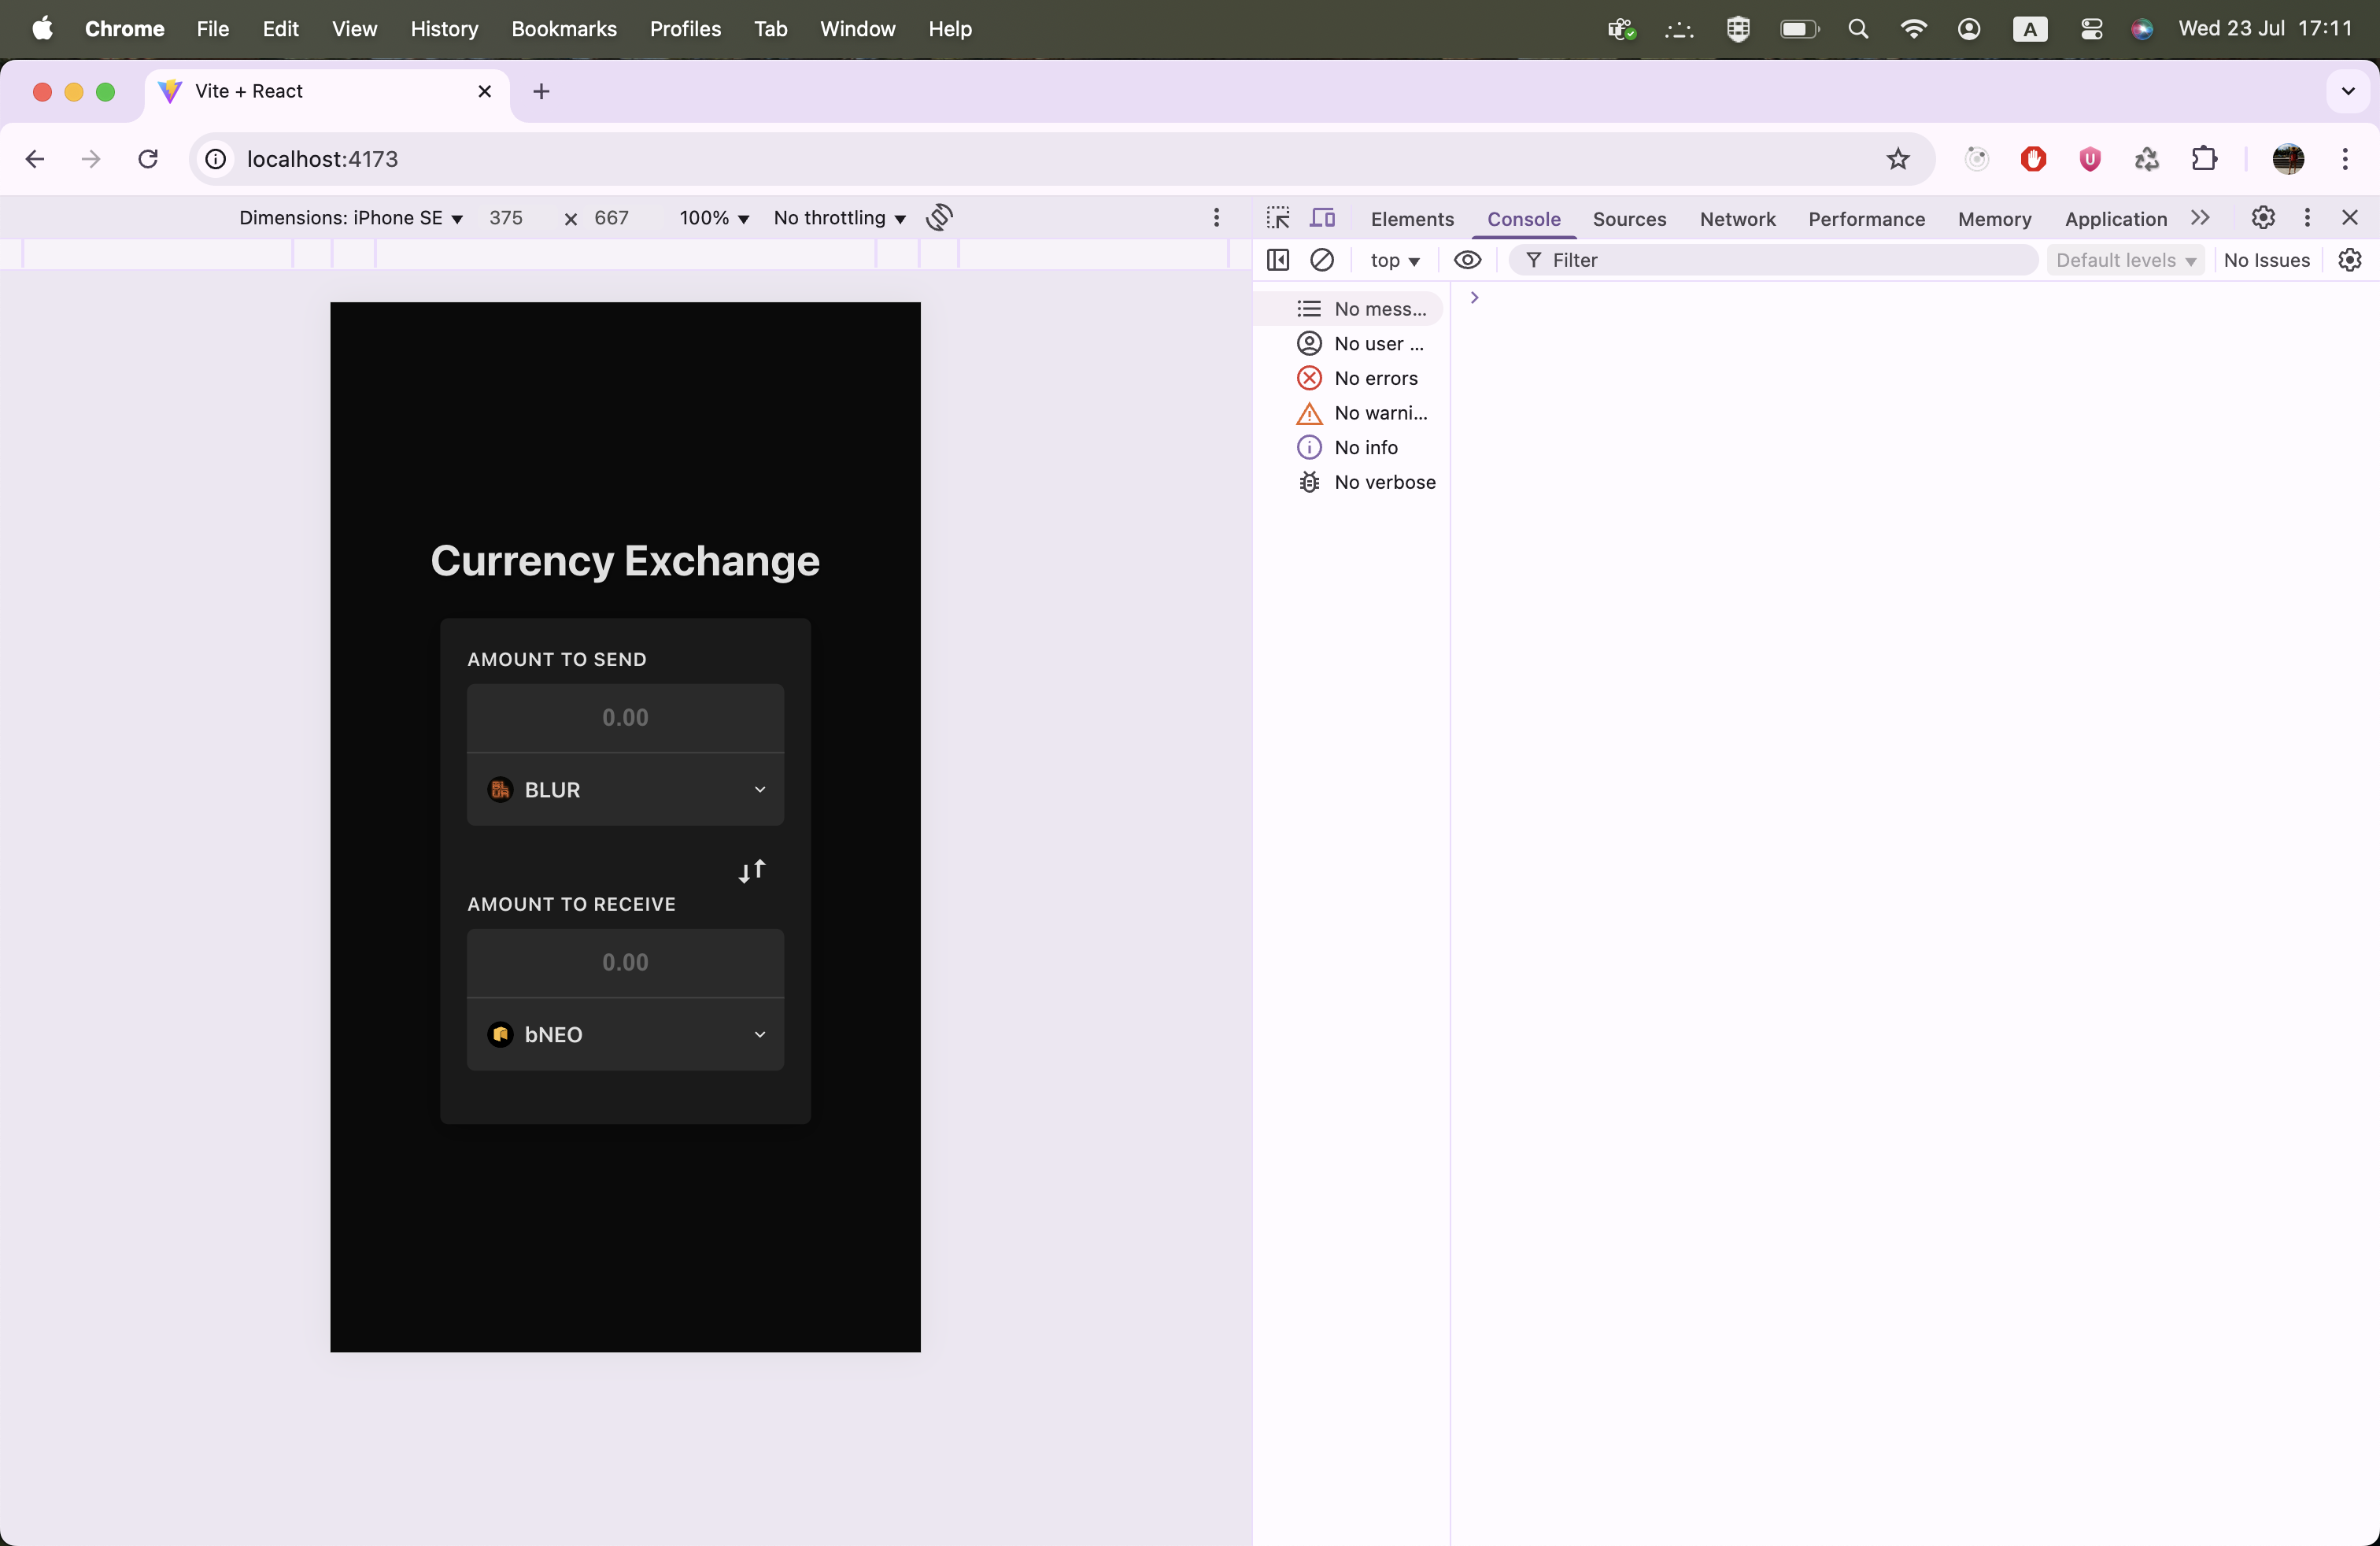 Chrome File Edit View History Bookmarks Profiles Tab Window Help A Wed 23 Jul 17:11
Vite + React
localhost:4173
Dimensions: iPhone SE 375 × 667 100% No throttling
Elements Console Sources Network Performance Memory Application
top Filter Default levels No Issues
No mess...
No user ...
No errors
No warni...
No info
No verbose
Currency Exchange
AMOUNT TO SEND
0.00
BLUR
AMOUNT TO RECEIVE
0.00
bNEO